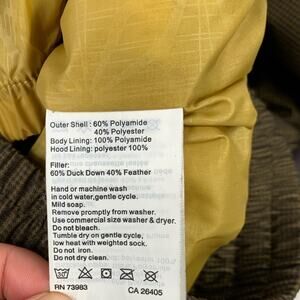 Outer Shell : 60% Polyamide
40% Polyester
Body Lining: 100% Polyamide
Hood Lining: polyester 100%
Filler:
60% Duck Down 40% Feather
Hand or machine wash
in cold water,gentle cycle.
Mild soap.
Remove promptly from washer.
Use commercial size washer & dryer.
Do not bleach.
Tumble dry on gentle cycle,
low heat with weighted sock.
Do not iron.
Do not dry clean.
RN 73983 CA 26405